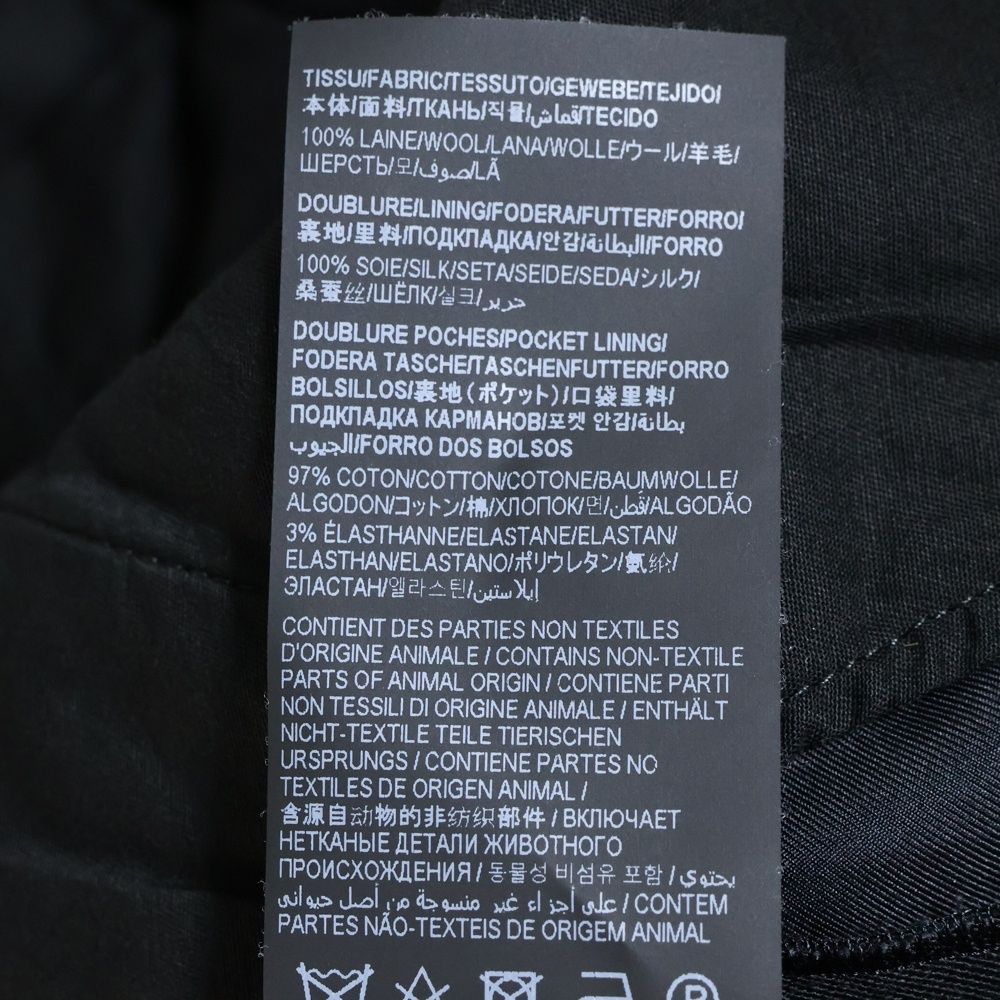 TISSU/FABRIC/TESSUTO/GEWEBE/TEJIDO/
本体/面料/ТКАНЬ/직물/قماش/TECIDO
100% LAINE/WOOL/LANA/WOLLE/ウール/羊毛/
ШЕРСТЬ/모/صوف/LÃ
DOUBLURE/LINING/FODERA/FUTTER/FORRO/
裏地/里料/ПОДКЛАДКА/안감/البطانة/FORRO
100% SOIE/SILK/SETA/SEIDE/SEDA/シルク/
桑蚕丝/ШЁЛК/실크/حرير
DOUBLURE POCHES/POCKET LINING/
FODERA TASCHE/TASCHENFUTTER/FORRO
BOLSILLOS/裏地(ポケット)/口袋里料/
ПОДКЛАДКА КАРМАНОВ/포켓 안감/بطانة
الجيوب/FORRO DOS BOLSOS
97% COTON/COTTON/COTONE/BAUMWOLLE/
ALGODON/コットン/棉/ХЛОПОК/면/قطن/ALGODÃO
3% ÉLASTHANNE/ELASTANE/ELASTAN/
ELASTHAN/ELASTANO/ポリウレタン/氨纶/
ЭЛАСТАН/엘라스틴/إيلاستين
CONTIENT DES PARTIES NON TEXTILES
D'ORIGINE ANIMALE / CONTAINS NON-TEXTILE
PARTS OF ANIMAL ORIGIN / CONTIENE PARTI
NON TESSILI DI ORIGINE ANIMALE / ENTHÄLT
NICHT-TEXTILE TEILE TIERISCHEN
URSPRUNGS / CONTIENE PARTES NO
TEXTILES DE ORIGEN ANIMAL /
含源自动物的非纺织部件 / ВКЛЮЧАЕТ
НЕТКАНЫЕ ДЕТАЛИ ЖИВОТНОГО
ПРОИСХОЖДЕНИЯ / 동물성 비섬유 포함 / يحتوي
على أجزاء غير منسوجة من أصل حيواني / CONTEM
PARTES NÃO-TEXTEIS DE ORIGEM ANIMAL
P